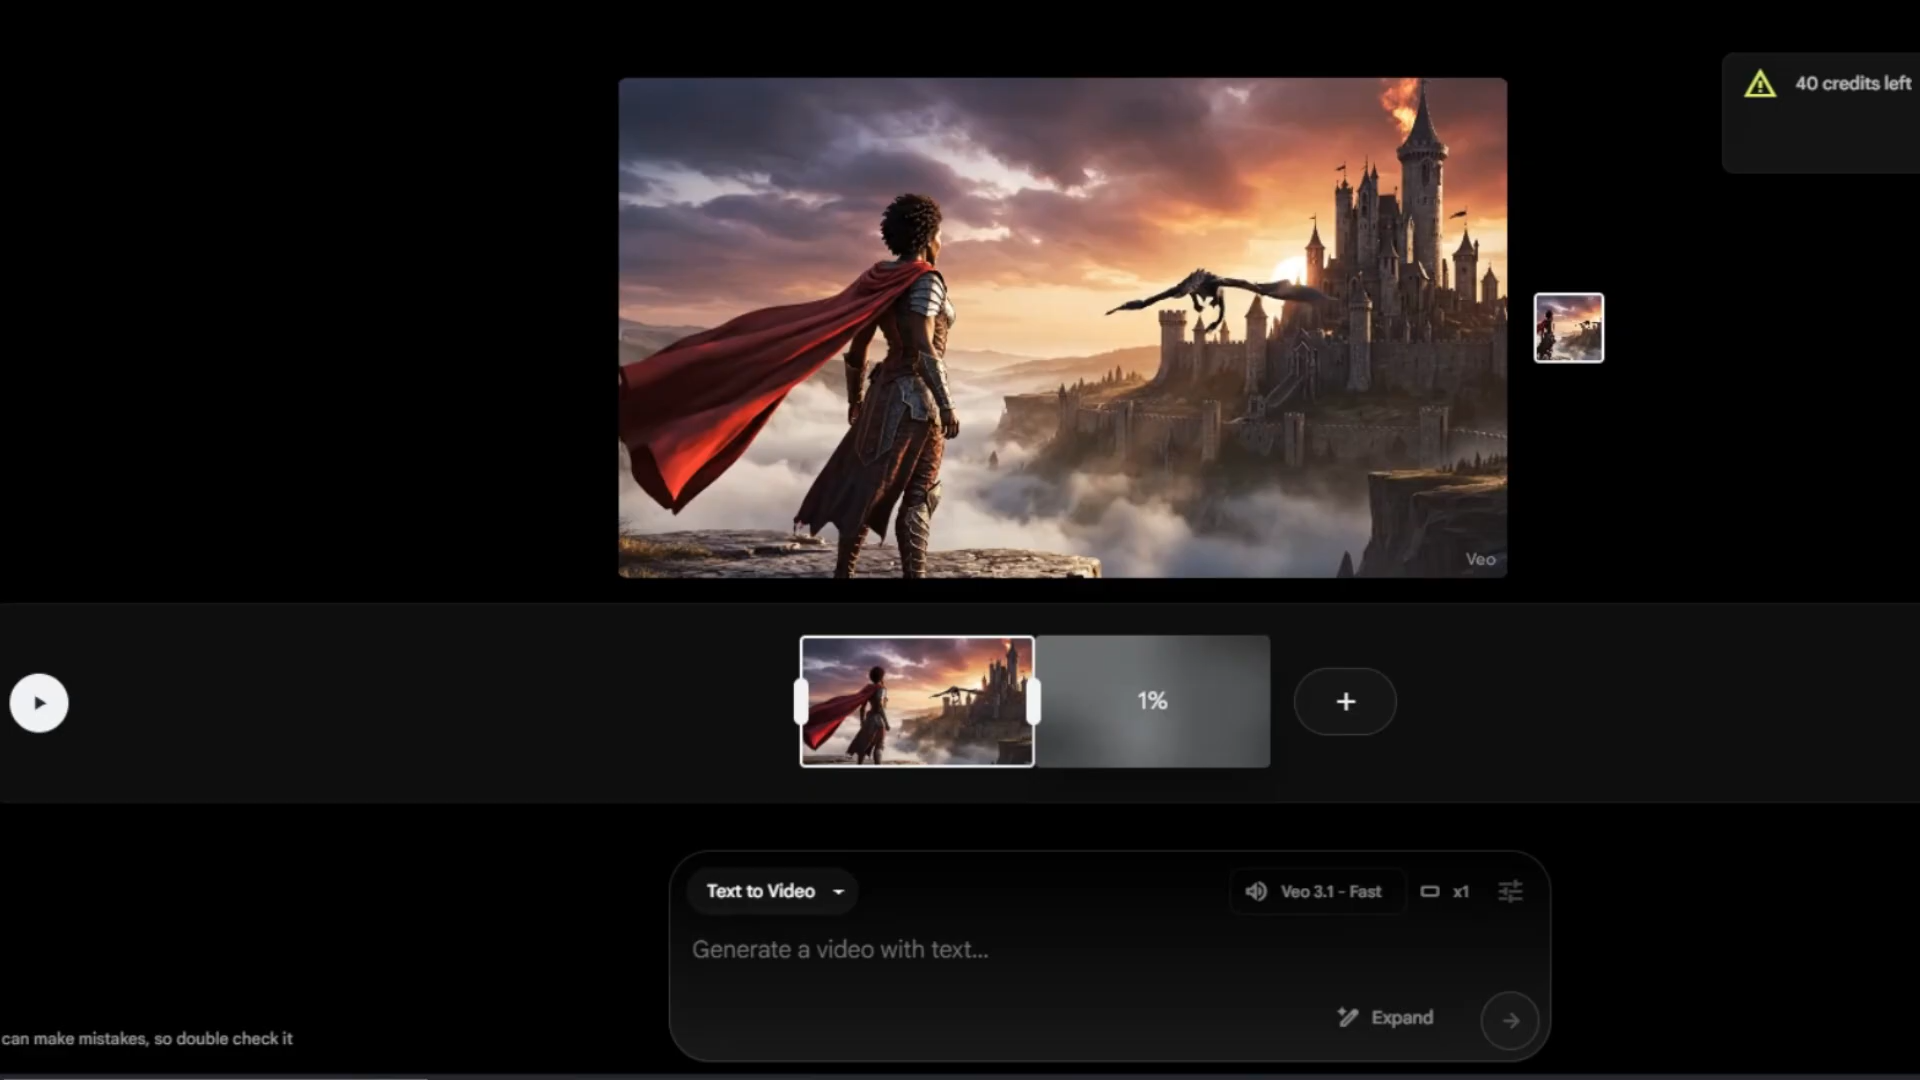 40 credits left
Veo
1%
+
Text to Video
Veo 3.1 - Fast
x1
Generate a video with text...
Expand
can make mistakes, so double check it